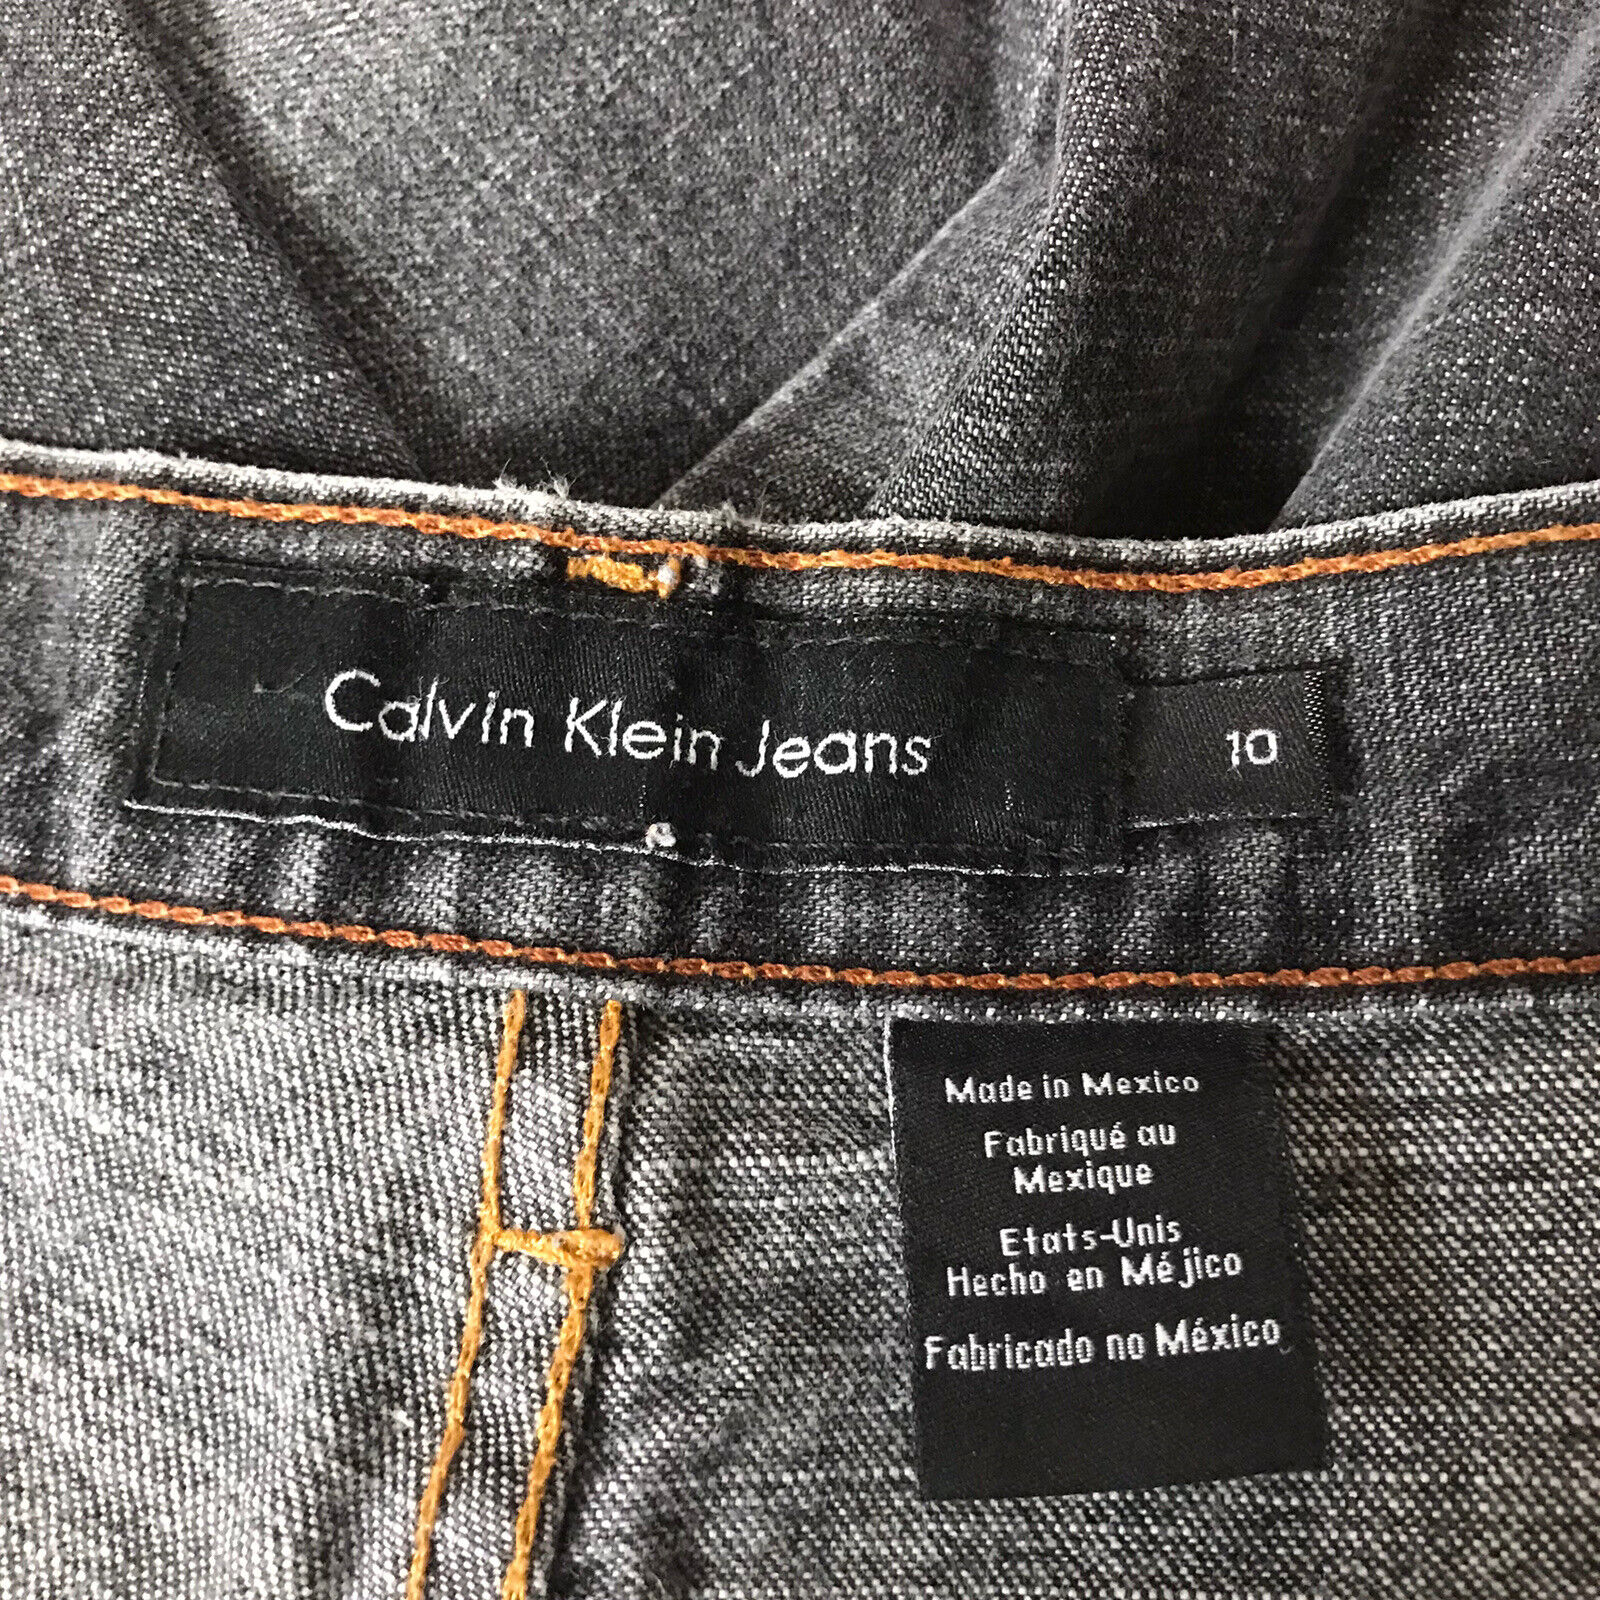 Calvin Klein Jeans
10
Made in Mexico
Fabriqué au
Mexique
Etats-Unis
Hecho en Méjico
Fabricado no México